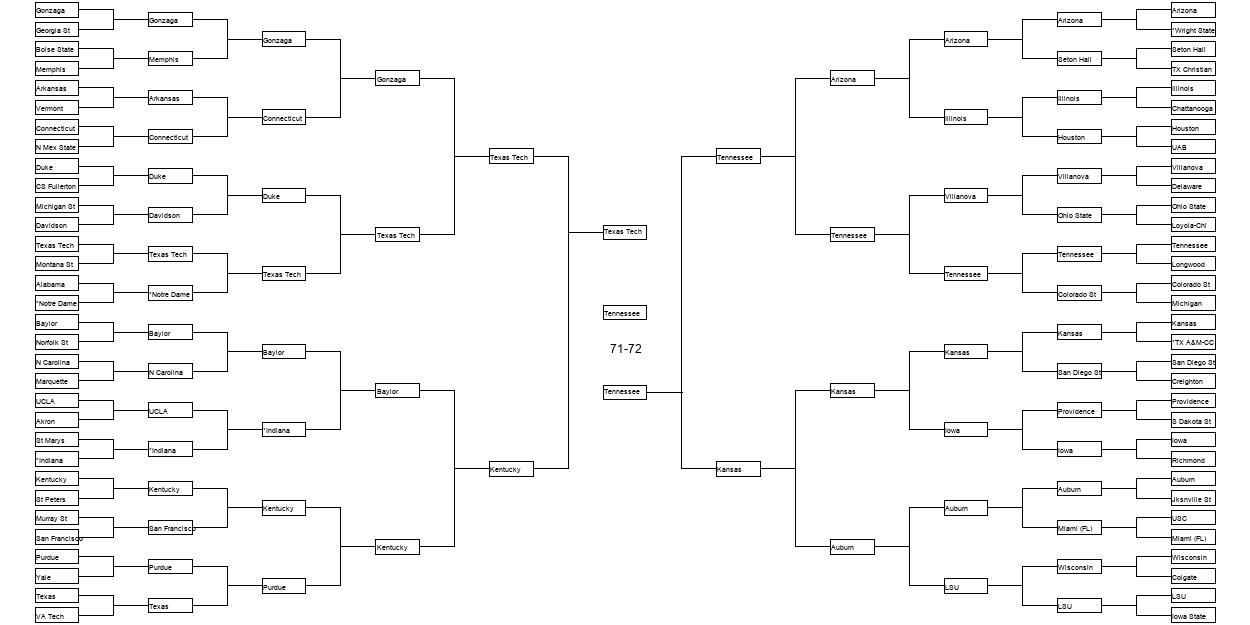 Gonzaga
Georgia St
Boise State
Memphis
Arkansas
Vermont
Connecticut
N Mex State
Duke
CS Fullerton
Michigan St
Davidson
Texas Tech
Montana St
Alabama
*Notre Dame
Baylor
Norfolk St
N Carolina
Marquette
UCLA
Akron
St Marys
*Indiana
Kentucky
St Peters
Murray St
San Francisco
Purdue
Yale
Texas
VA Tech
Gonzaga
Memphis
Arkansas
Connecticut
Duke
Davidson
Texas Tech
*Notre Dame
Baylor
N Carolina
UCLA
*Indiana
Kentucky
San Francisco
Purdue
Texas
Gonzaga
Connecticut
Duke
Texas Tech
Baylor
*Indiana
Kentucky
Purdue
Gonzaga
Texas Tech
Baylor
Kentucky
Texas Tech
Kentucky
Texas Tech
Tennessee
71-72
Tennessee
Tennessee
Kansas
Arizona
Tennessee
Kansas
Auburn
Arizona
Illinois
Villanova
Tennessee
Kansas
Iowa
Auburn
LSU
Arizona
Seton Hall
Illinois
Houston
Villanova
Ohio State
Tennessee
Colorado St
Kansas
San Diego St
Providence
Iowa
Auburn
Miami (FL)
Wisconsin
LSU
Arizona
*Wright State
Seton Hall
TX Christian
Illinois
Chattanooga
Houston
UAB
Villanova
Delaware
Ohio State
Loyola-Chi
Tennessee
Longwood
Colorado St
Michigan
Kansas
*TX A&M-CC
San Diego St
Creighton
Providence
S Dakota St
Iowa
Richmond
Auburn
Jksnville St
USC
Miami (FL)
Wisconsin
Colgate
LSU
Iowa State